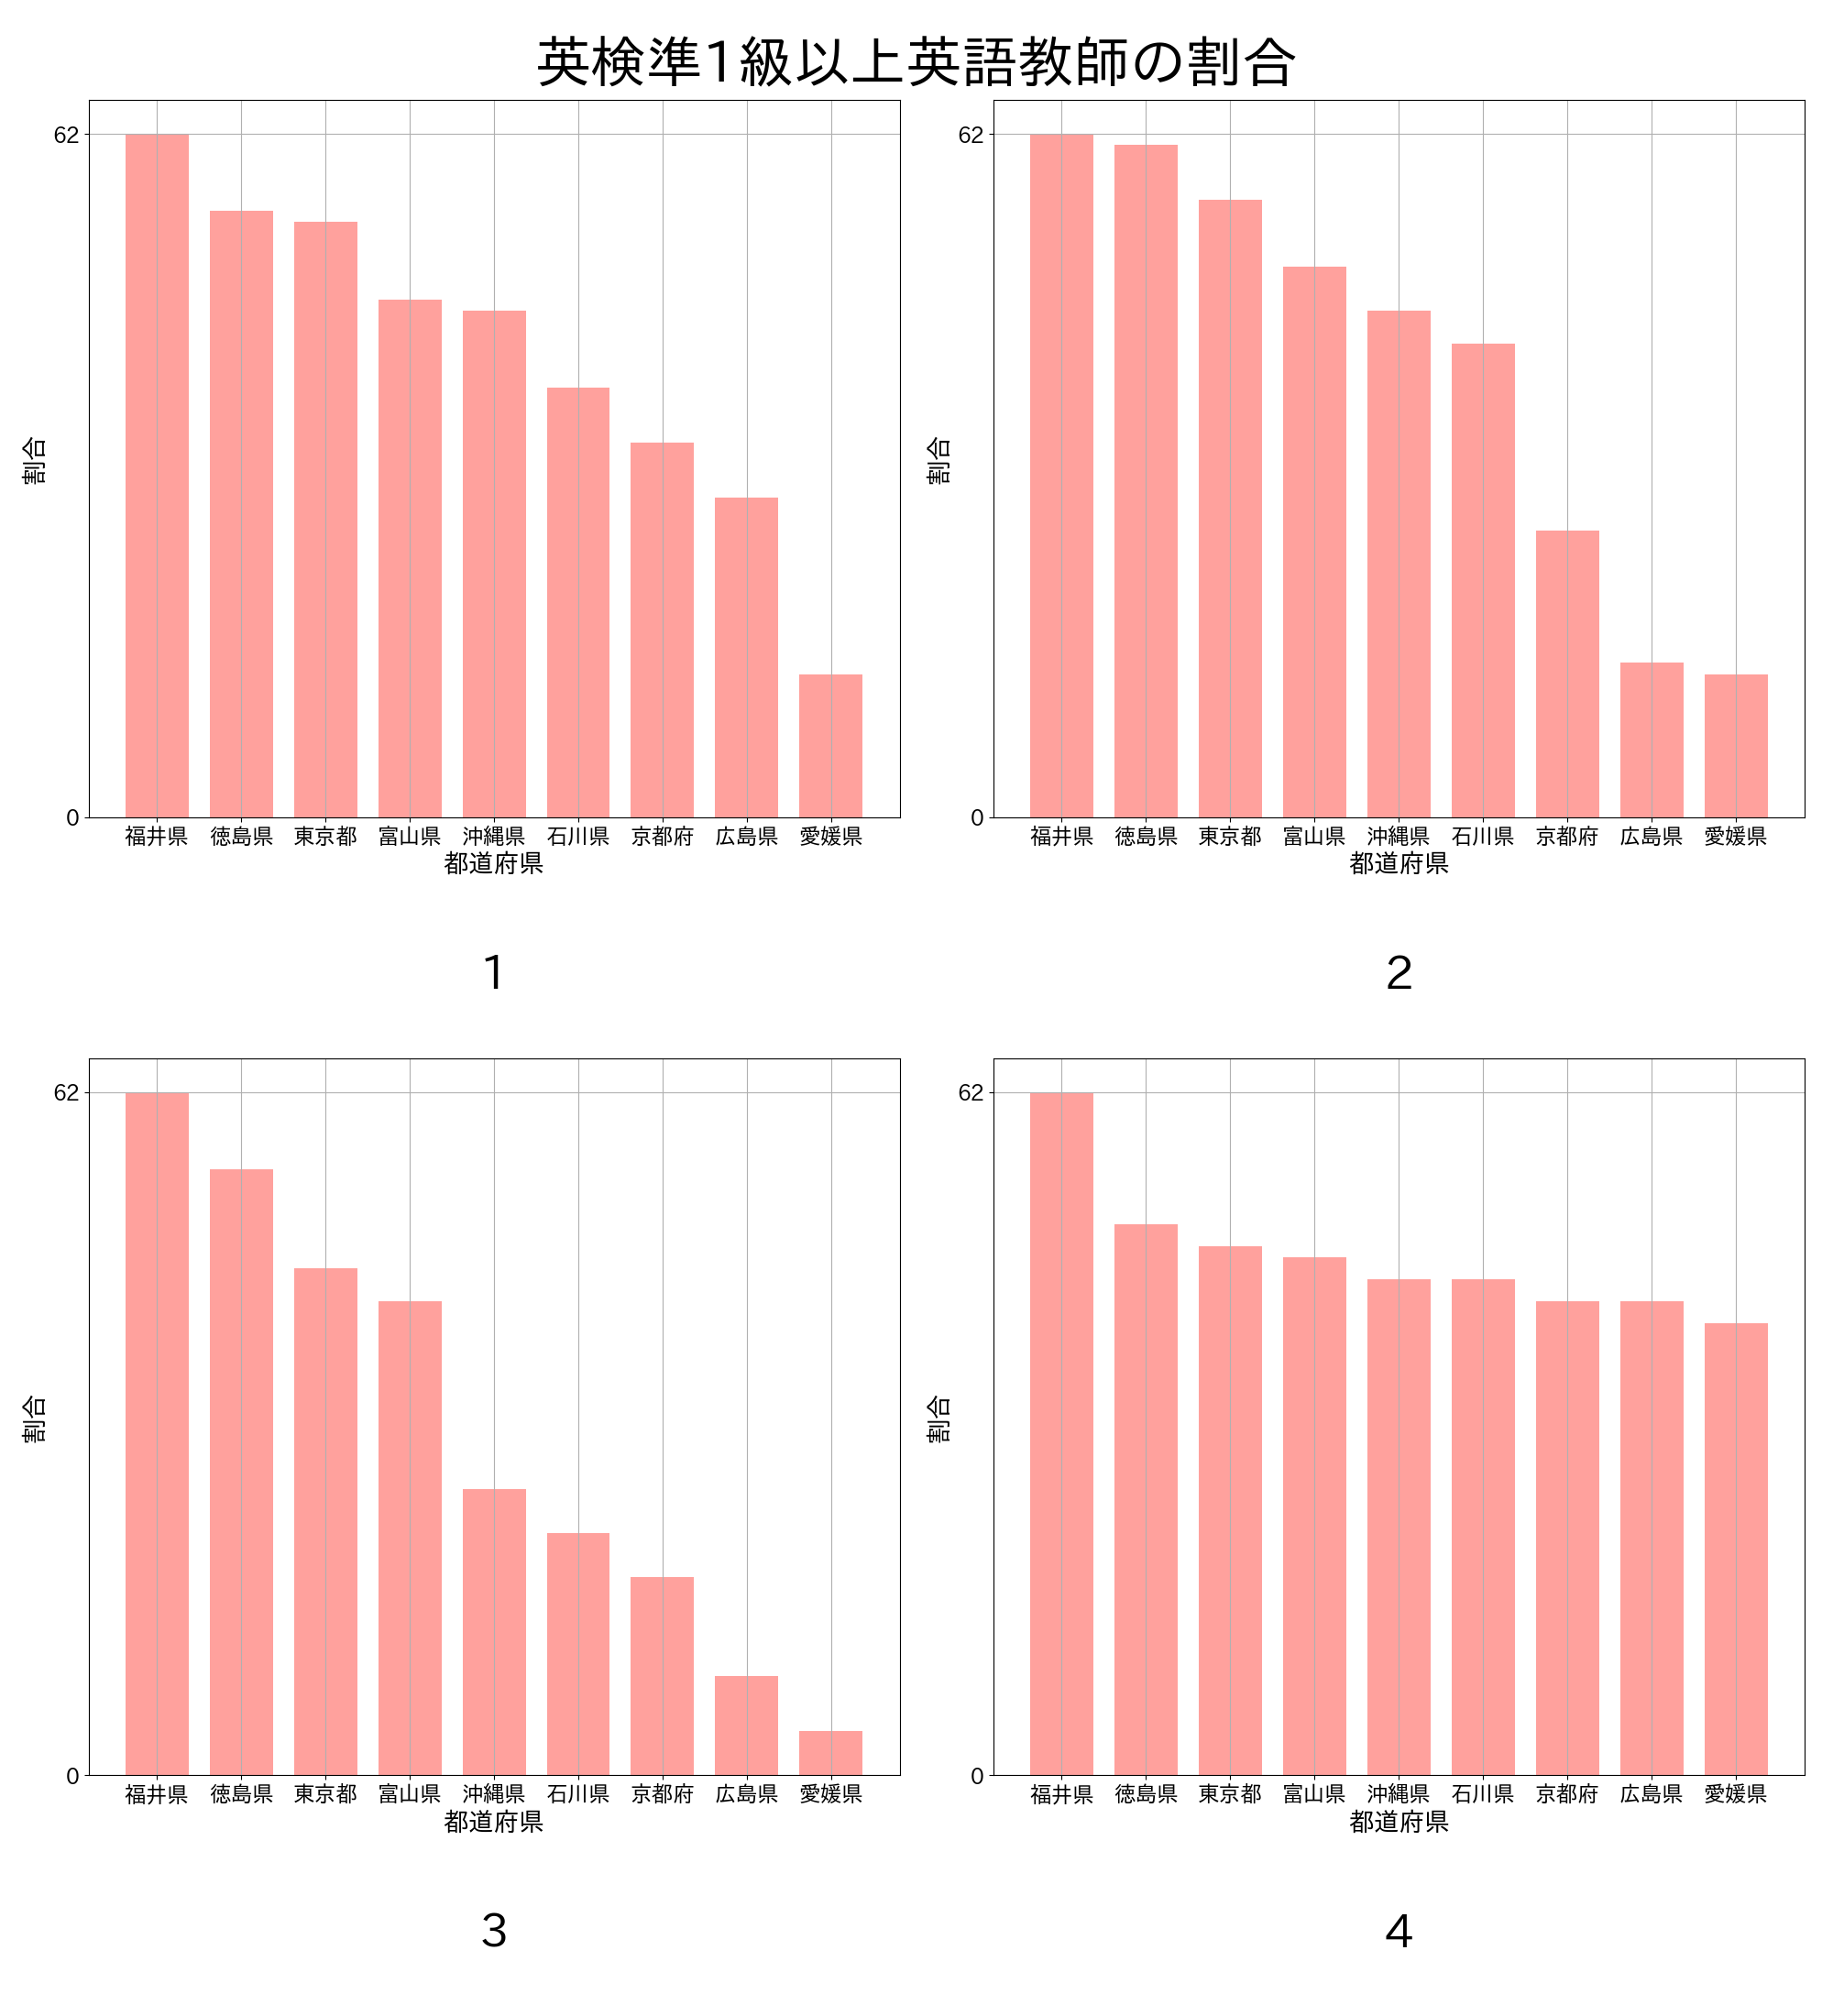 英検準1級以上英語教師の割合
62
0
割合
福井県 徳島県 東京都 富山県 沖縄県 石川県 京都府 広島県 愛媛県
都道府県
1
62
0
割合
福井県 徳島県 東京都 富山県 沖縄県 石川県 京都府 広島県 愛媛県
都道府県
2
62
0
割合
福井県 徳島県 東京都 富山県 沖縄県 石川県 京都府 広島県 愛媛県
都道府県
3
62
0
割合
福井県 徳島県 東京都 富山県 沖縄県 石川県 京都府 広島県 愛媛県
都道府県
4